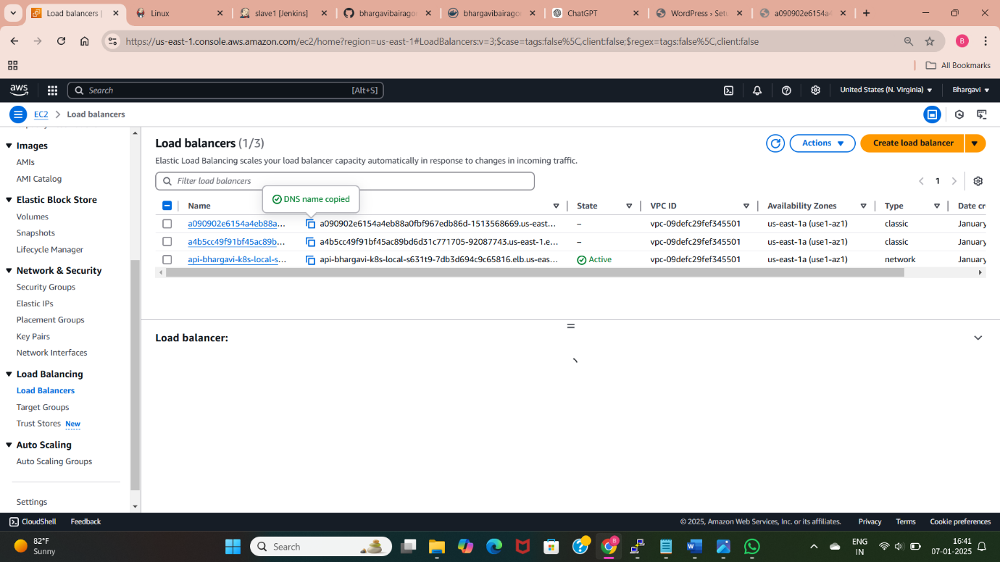 Load balancers |
Linux
slave1 [Jenkins]
bhargavibairago
bhargavibairago
ChatGPT
WordPress › Setu
a090902e6154a4
https://us-east-1.console.aws.amazon.com/ec2/home?region=us-east-1#LoadBalancers:v=3;$case=tags:false%5C,client:false;$regex=tags:false%5C,client:false
B
All Bookmarks
aws
Search [Alt+S]
United States (N. Virginia)
Bhargavi
EC2 > Load balancers
Images
AMIs
AMI Catalog
Elastic Block Store
Volumes
Snapshots
Lifecycle Manager
Network & Security
Security Groups
Elastic IPs
Placement Groups
Key Pairs
Network Interfaces
Load Balancing
Load Balancers
Target Groups
Trust Stores New
Auto Scaling
Auto Scaling Groups
Settings
Load balancers (1/3)
Actions
Create load balancer
Elastic Load Balancing scales your load balancer capacity automatically in response to changes in incoming traffic.
Filter load balancers
1
DNS name copied
Name State VPC ID Availability Zones Type Date cr
a090902e6154a4eb88a... a090902e6154a4eb88a0fbf967edb86d-1513568669.us-east... – vpc-09defc29fef345501 us-east-1a (use1-az1) classic January
a4b5cc49f91bf45ac89b... a4b5cc49f91bf45ac89bd6d31c771705-92087743.us-east-1.e... – vpc-09defc29fef345501 us-east-1a (use1-az1) classic January
api-bhargavi-k8s-local-s... api-bhargavi-k8s-local-s631t9-7db3d694c9c65816.elb.us-eas... Active vpc-09defc29fef345501 us-east-1a (use1-az1) network January
Load balancer:
CloudShell Feedback
© 2025, Amazon Web Services, Inc. or its affiliates. Privacy Terms Cookie preferences
82°F
Sunny
Search
B
ENG
IN
16:41
07-01-2025